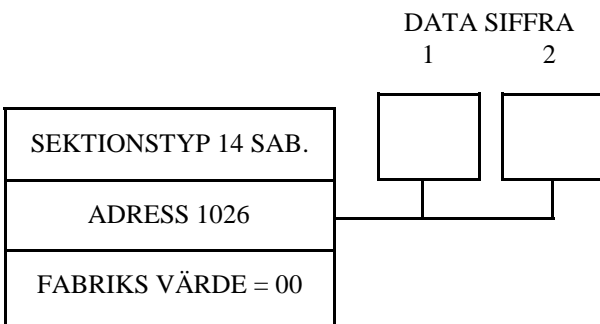 DATA SIFFRA
1 2
SEKTIONSTYP 14 SAB.
ADRESS 1026
FABRIKS VÄRDE = 00